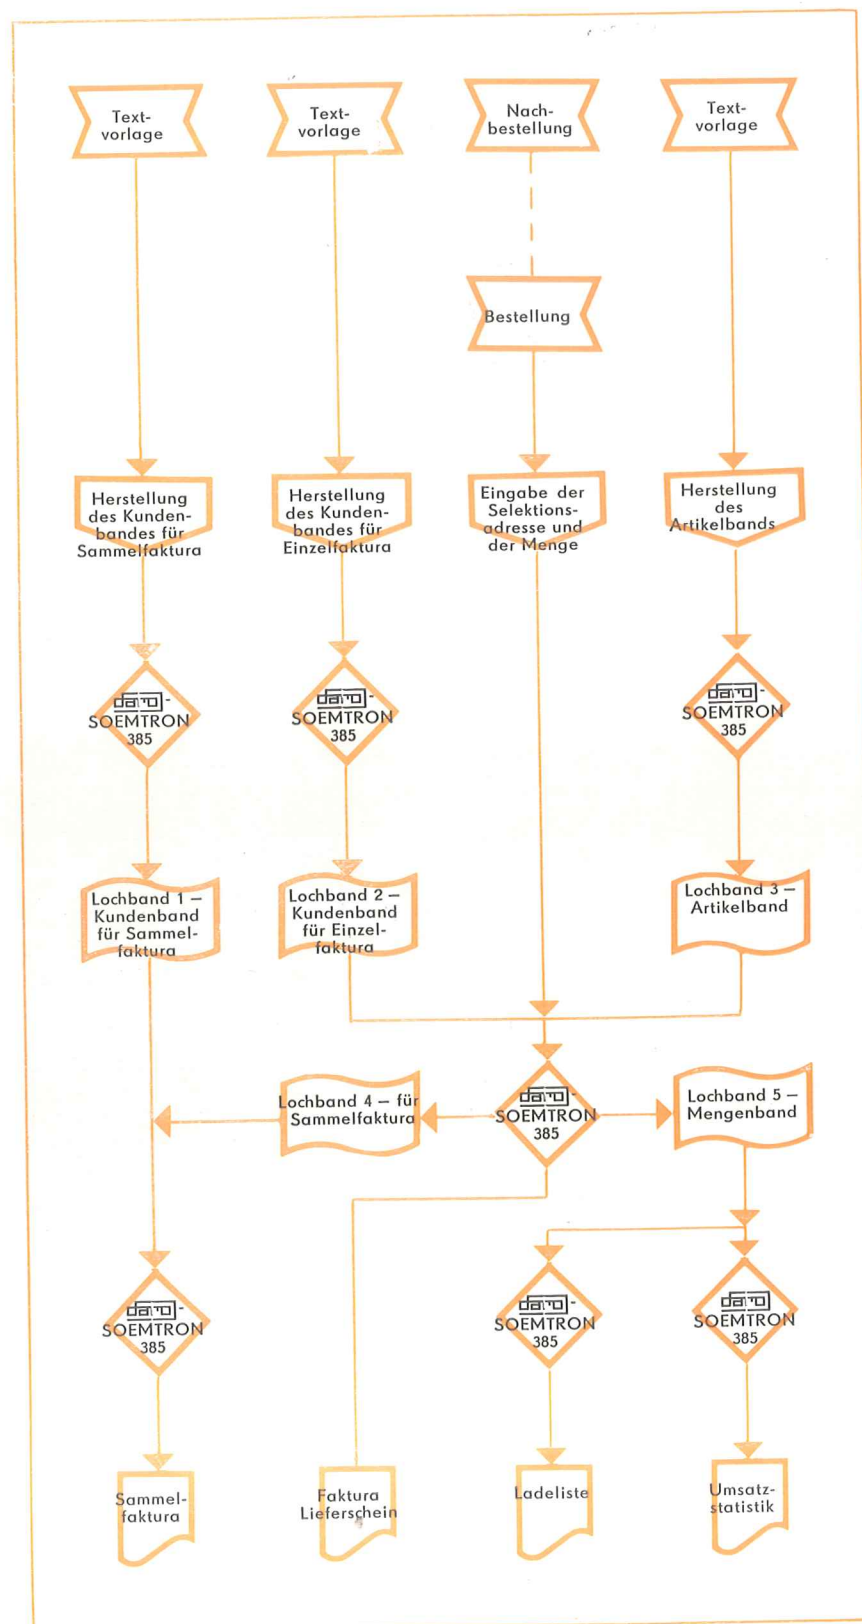 Text-
vorlage
Text-
vorlage
Nach-
bestellung
Text-
vorlage
Bestellung
Herstellung
des Kunden-
bandes für
Sammelfaktura
Herstellung
des Kunden-
bandes für
Einzelfaktura
Eingabe der
Selektions-
adresse und
der Menge
Herstellung
des
Artikelbands
daro-
SOEMTRON
385
daro-
SOEMTRON
385
daro-
SOEMTRON
385
Lochband 1 –
Kundenband
für Sammel-
faktura
Lochband 2 –
Kundenband
für Einzel-
faktura
Lochband 3 –
Artikelband
Lochband 4 – für
Sammelfaktura
daro-
SOEMTRON
385
Lochband 5 –
Mengenband
daro-
SOEMTRON
385
daro-
SOEMTRON
385
daro-
SOEMTRON
385
Sammel-
faktura
Faktura
Lieferschein
Ladeliste
Umsatz-
statistik